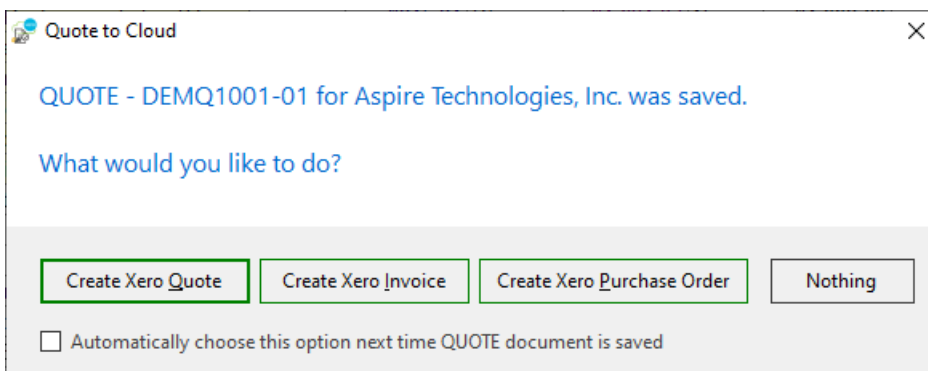 Quote to Cloud
QUOTE - DEMQ1001-01 for Aspire Technologies, Inc. was saved.
What would you like to do?
Create Xero Quote
Create Xero Invoice
Create Xero Purchase Order
Nothing
Automatically choose this option next time QUOTE document is saved